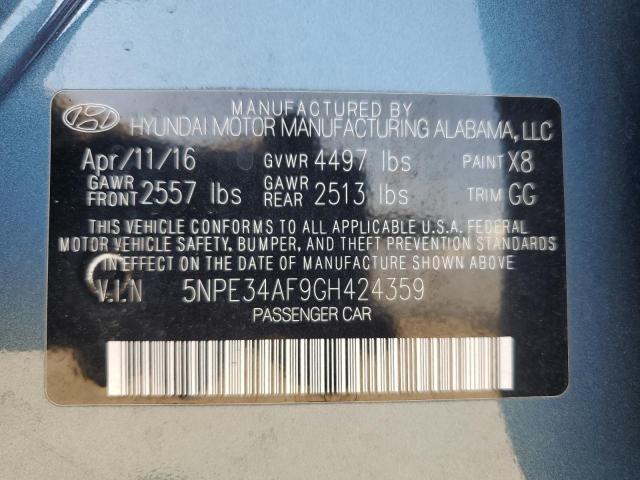 MANUFACTURED BY
HYUNDAI MOTOR MANUFACTURING ALABAMA, LLC
Apr/11/16 GVWR 4497 lbs PAINT X8
GAWR FRONT 2557 lbs GAWR REAR 2513 lbs TRIM GG
THIS VEHICLE CONFORMS TO ALL APPLICABLE U.S.A. FEDERAL
MOTOR VEHICLE SAFETY, BUMPER, AND THEFT PREVENTION STANDARDS
IN EFFECT ON THE DATE OF MANUFACTURE SHOWN ABOVE.
V.I.N 5NPE34AF9GH424359
PASSENGER CAR